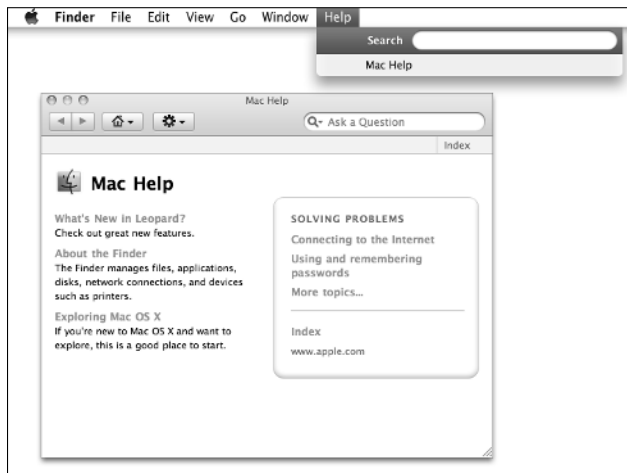 Finder File Edit View Go Window Help
Search
Mac Help
Mac Help
Ask a Question
Index
Mac Help
What's New in Leopard?
Check out great new features.
About the Finder
The Finder manages files, applications,
disks, network connections, and devices
such as printers.
Exploring Mac OS X
If you're new to Mac OS X and want to
explore, this is a good place to start.
SOLVING PROBLEMS
Connecting to the Internet
Using and remembering
passwords
More topics...
Index
www.apple.com